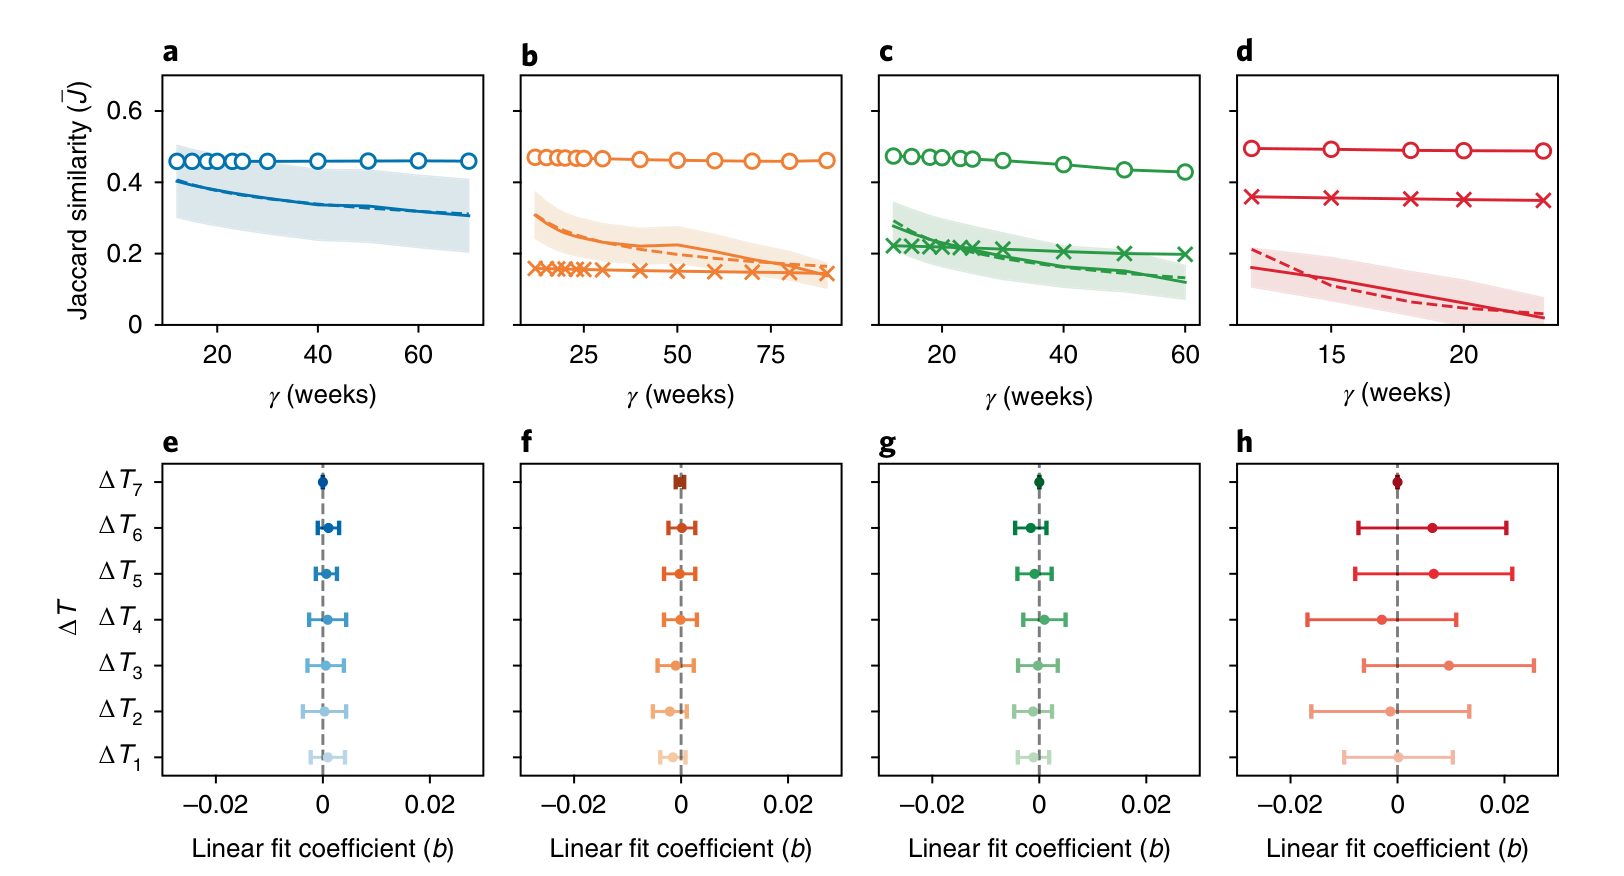 a b c d
Jaccard similarity (J̅)
0.6
0.4
0.2
0
20 40 60
25 50 75
20 40 60
15 20
γ (weeks) γ (weeks) γ (weeks) γ (weeks)
e f g h
ΔT
ΔT7
ΔT6
ΔT5
ΔT4
ΔT3
ΔT2
ΔT1
–0.02 0 0.02 –0.02 0 0.02 –0.02 0 0.02 –0.02 0 0.02
Linear fit coefficient (b) Linear fit coefficient (b) Linear fit coefficient (b) Linear fit coefficient (b)